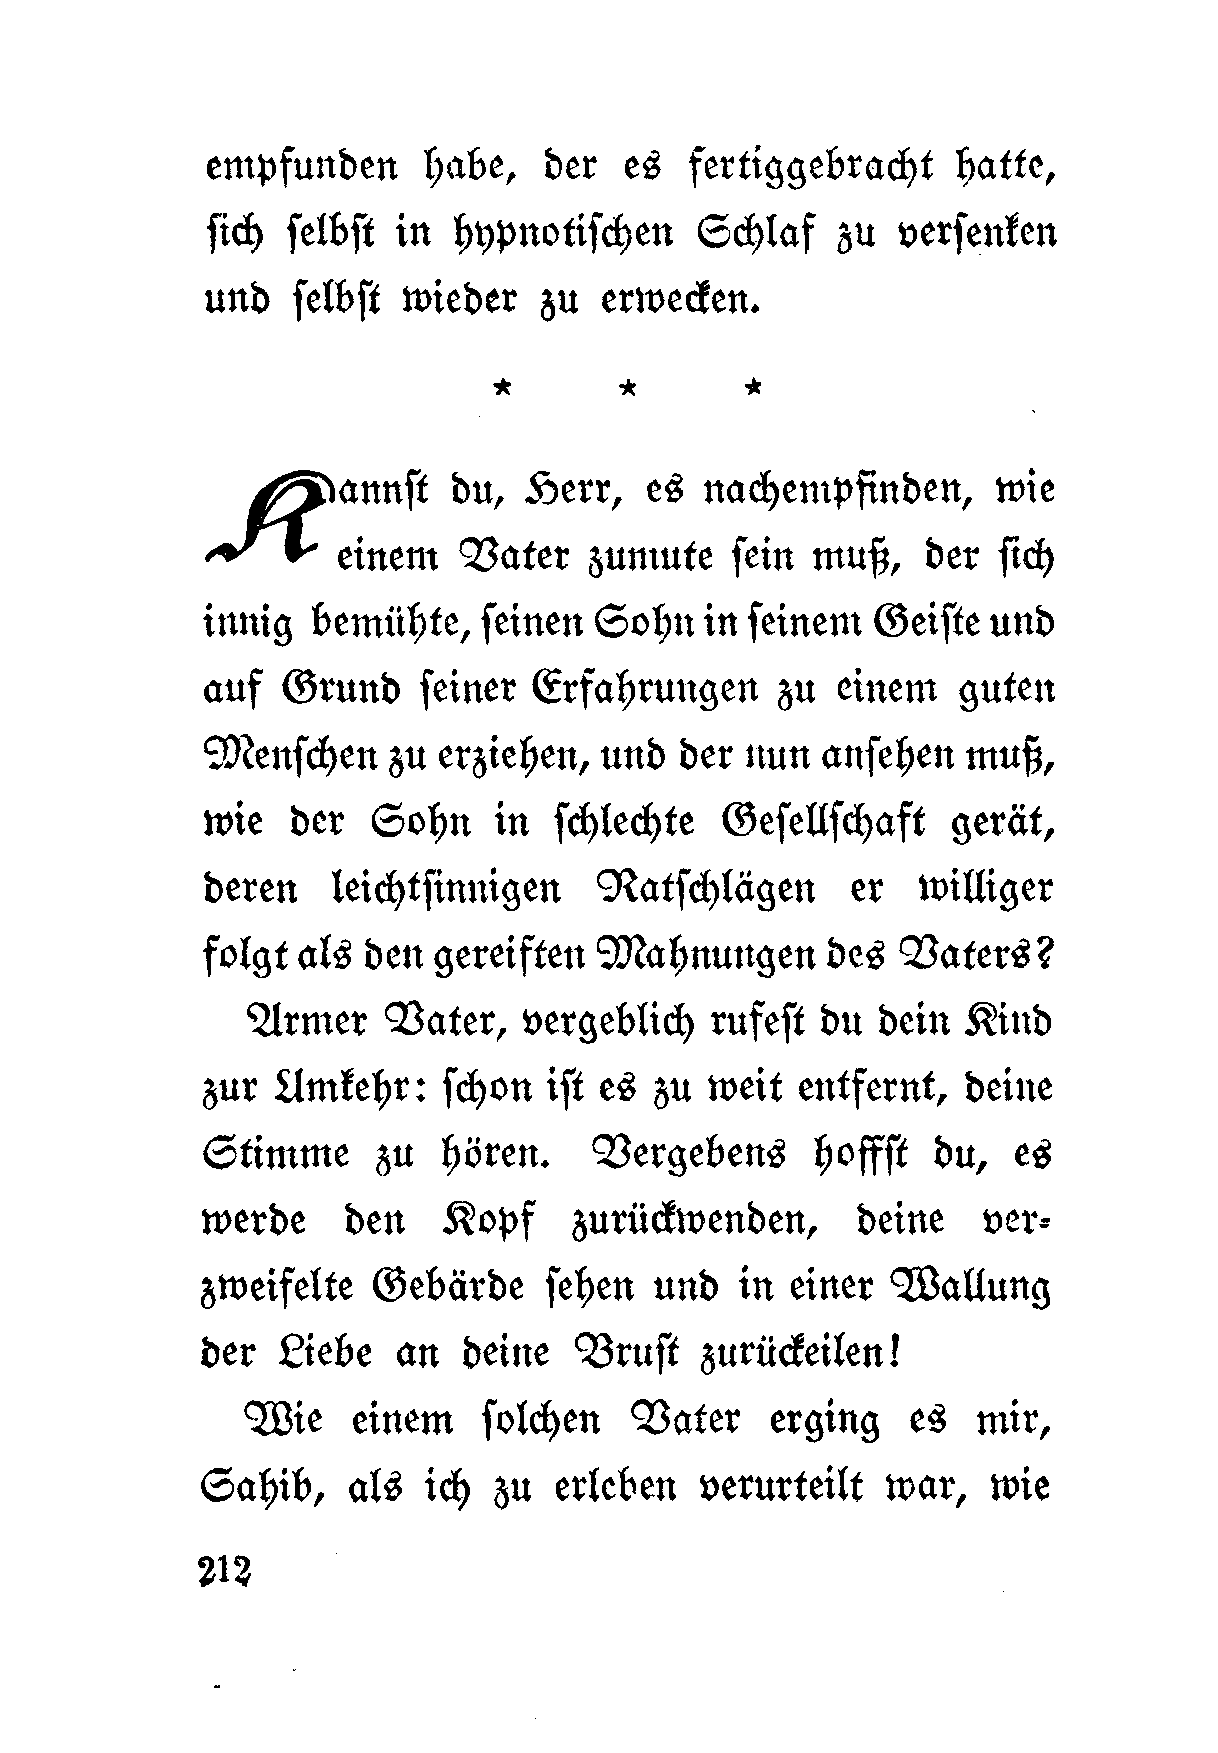 empfunden habe, der es fertiggebracht hatte,
ſich ſelbſt in hypnotiſchen Schlaf zu verſenken
und ſelbſt wieder zu erwecken.
* * *
Kannſt du, Herr, es nachempfinden, wie
einem Vater zumute ſein muß, der ſich
innig bemühte, ſeinen Sohn in ſeinem Geiſte und
auf Grund ſeiner Erfahrungen zu einem guten
Menſchen zu erziehen, und der nun anſehen muß,
wie der Sohn in ſchlechte Geſellſchaft gerät,
deren leichtſinnigen Ratſchlägen er williger
folgt als den gereiften Mahnungen des Vaters?
Armer Vater, vergeblich rufeſt du dein Kind
zur Umkehr: ſchon iſt es zu weit entfernt, deine
Stimme zu hören. Vergebens hoffſt du, es
werde den Kopf zurückwenden, deine ver-
zweifelte Gebärde ſehen und in einer Wallung
der Liebe an deine Bruſt zurückeilen!
Wie einem ſolchen Vater erging es mir,
Sahib, als ich zu erleben verurteilt war, wie
212